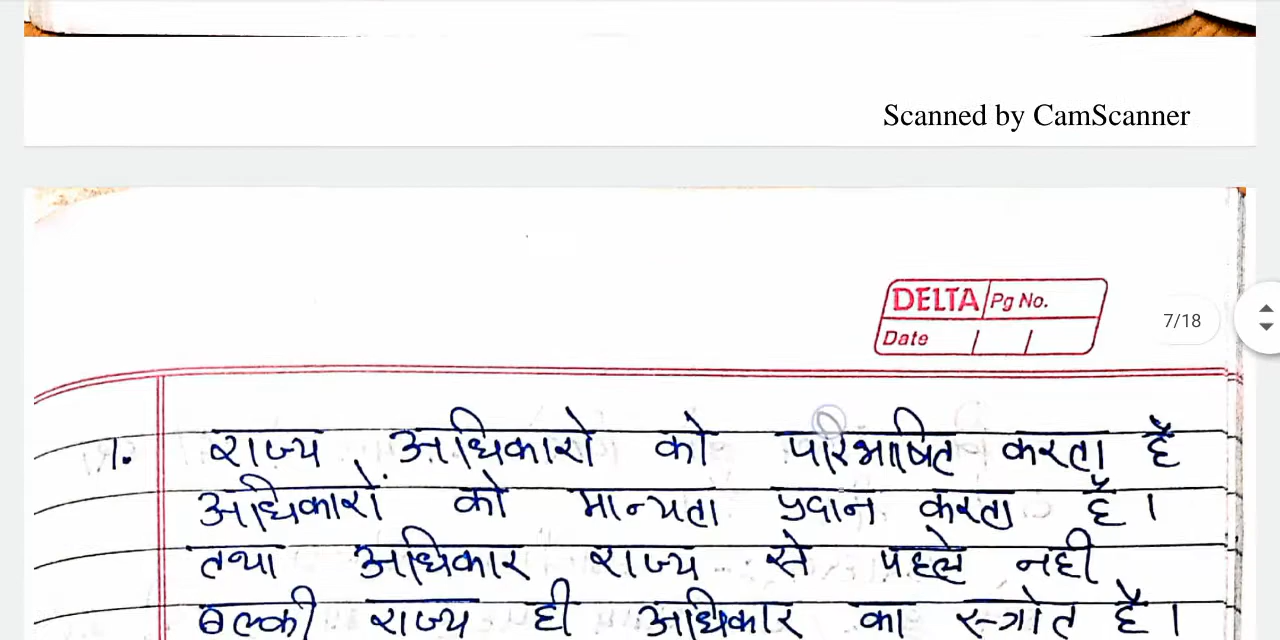 Scanned by CamScanner
DELTA Pg No.
Date / /
7/18
1. राज्य, अधिकारो को परिभाषित करता है
अधिकारों को मान्यता प्रदान करता है ।
तथा अधिकार राज्य से पहले नही
बल्की राज्य ही अधिकार का स्त्रोत है ।